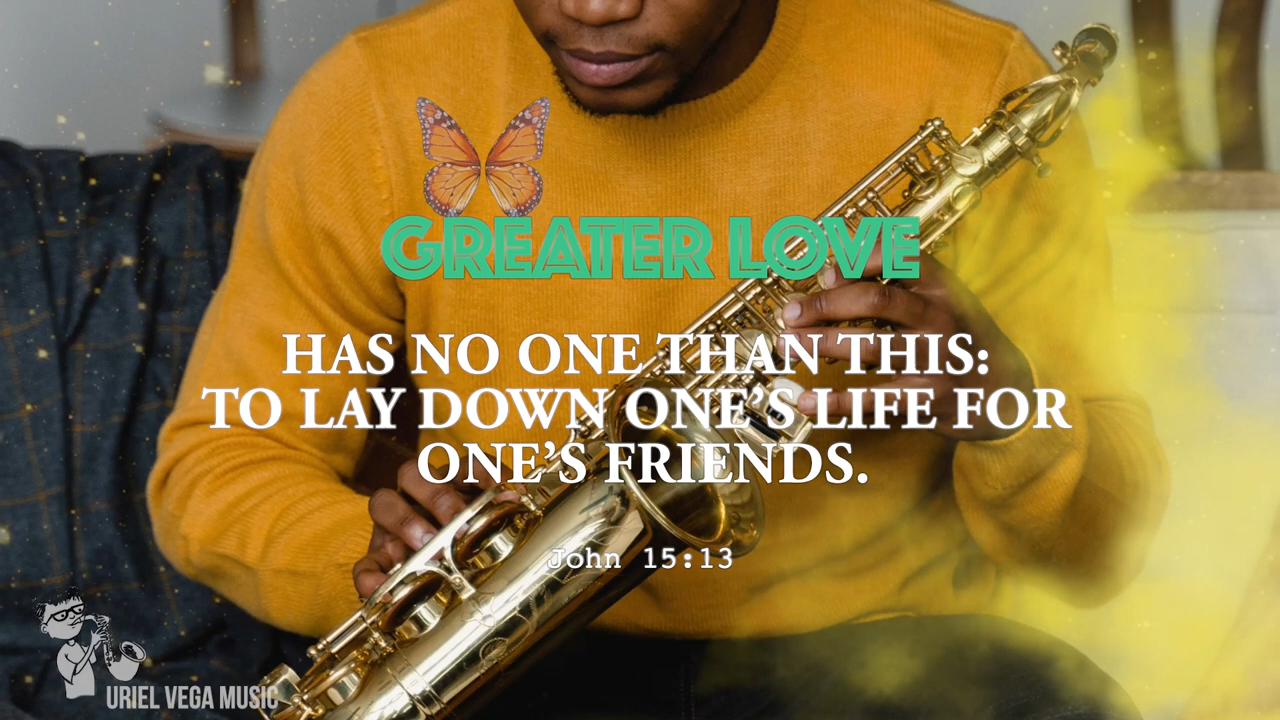 GREATER LOVE
HAS NO ONE THAN THIS:
TO LAY DOWN ONE’S LIFE FOR
ONE’S FRIENDS.
John 15:13
URIEL VEGA MUSIC